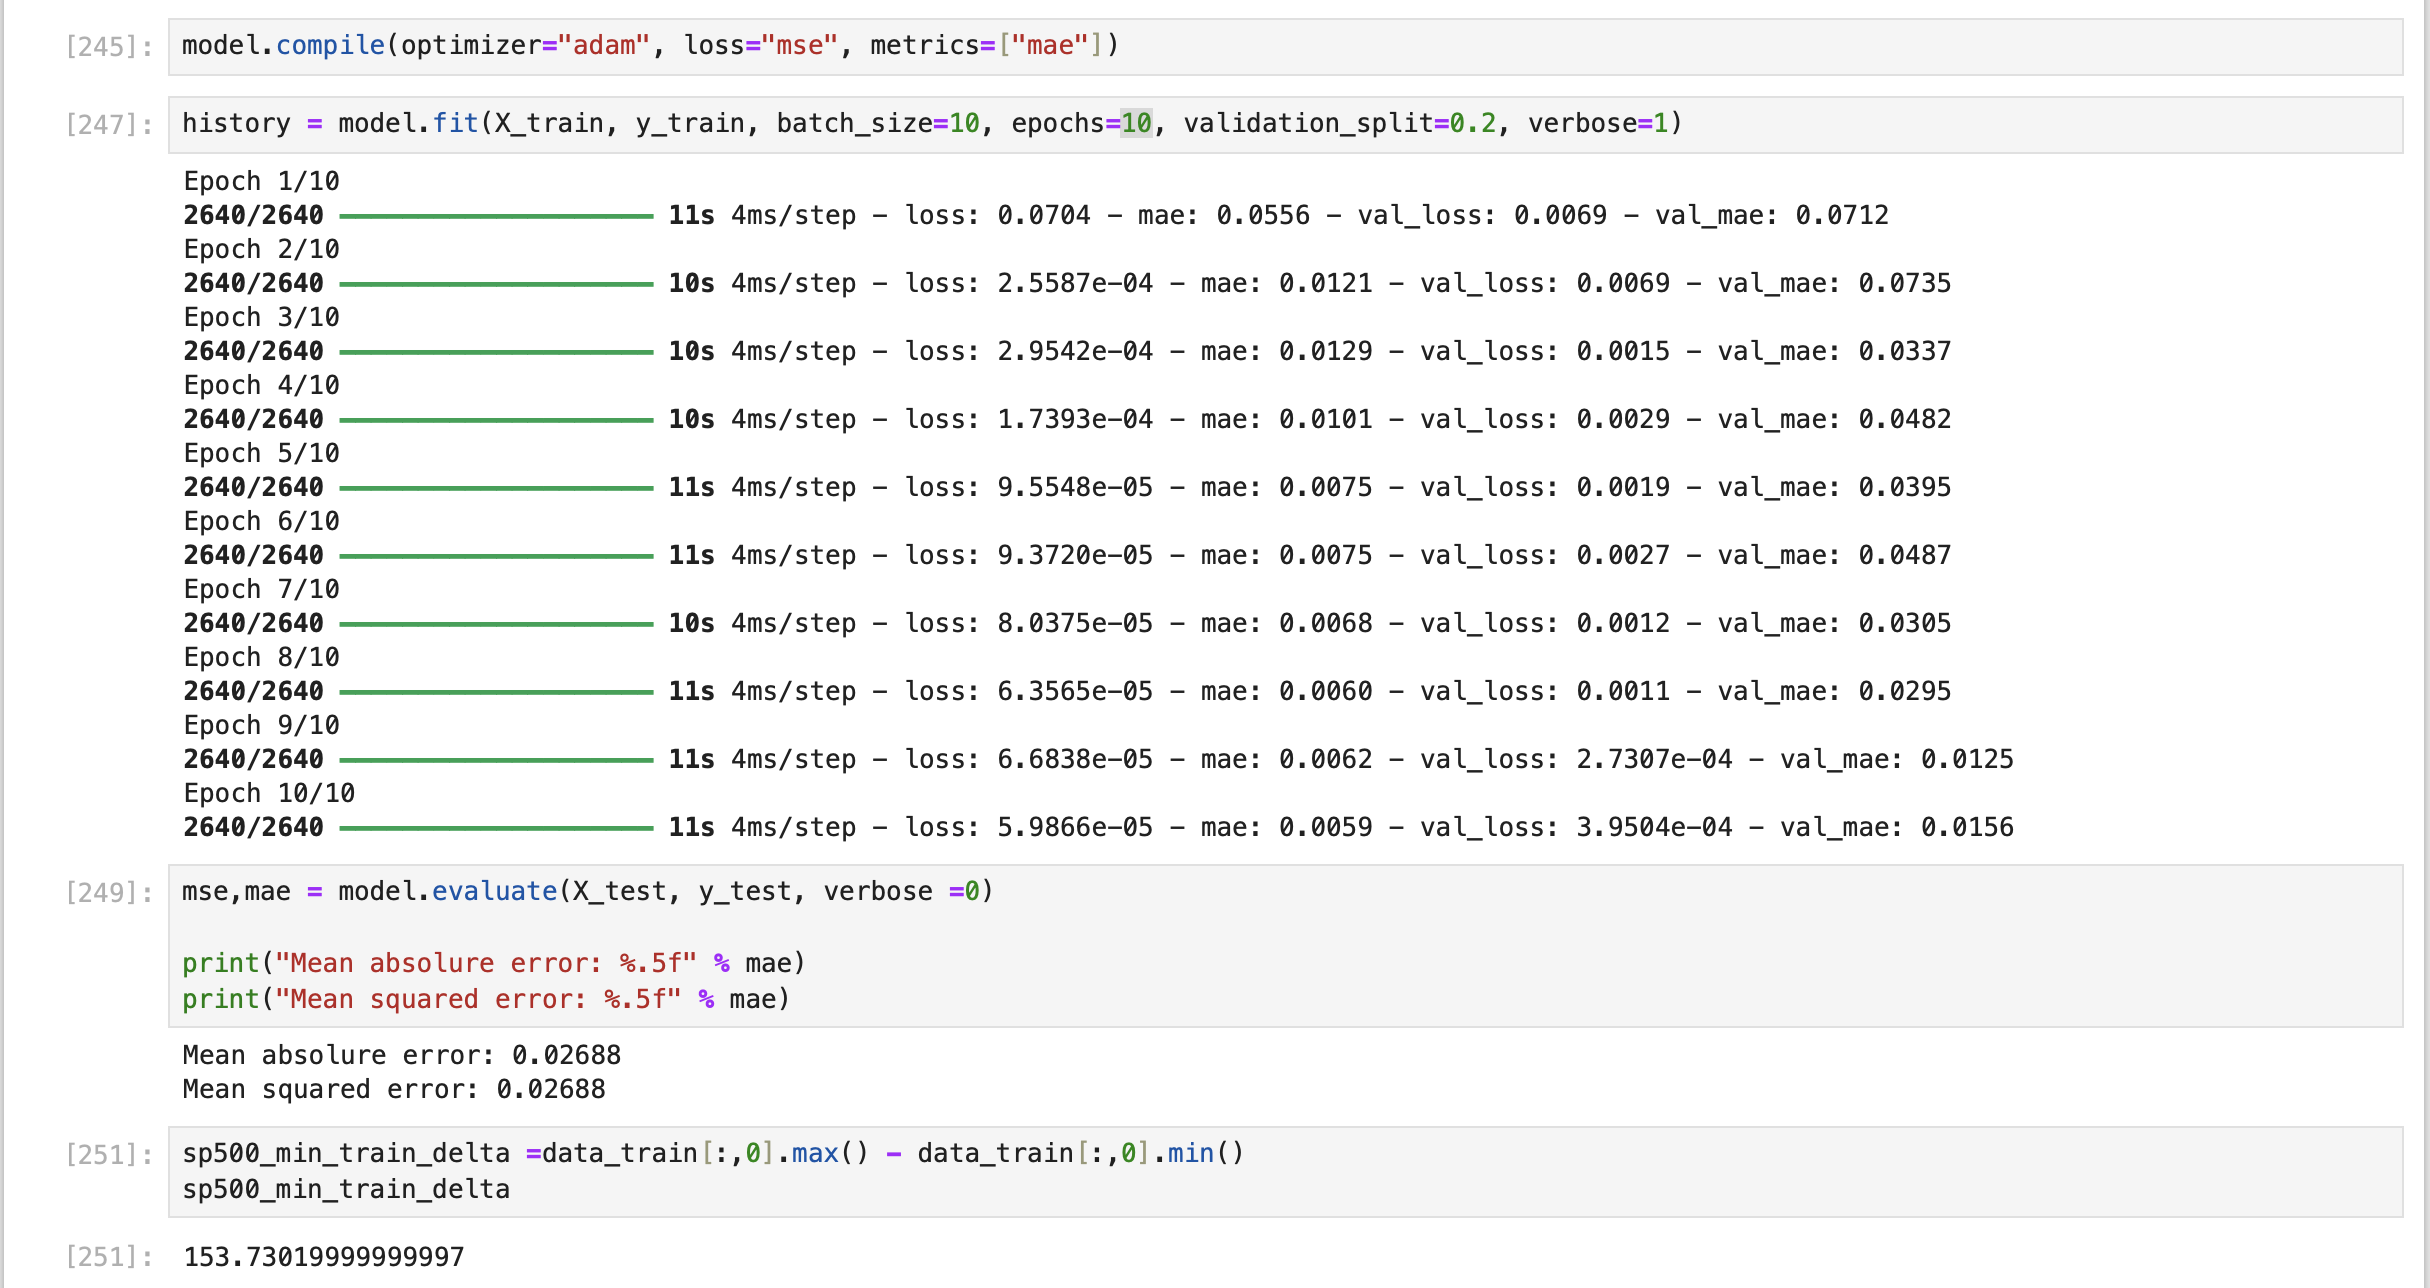 [245]: model.compile(optimizer="adam", loss="mse", metrics=["mae"])
[247]: history = model.fit(X_train, y_train, batch_size=10, epochs=10, validation_split=0.2, verbose=1)
Epoch 1/10
2640/2640 ━━━━━━━━━━━━━━━━━━━━ 11s 4ms/step - loss: 0.0704 - mae: 0.0556 - val_loss: 0.0069 - val_mae: 0.0712
Epoch 2/10
2640/2640 ━━━━━━━━━━━━━━━━━━━━ 10s 4ms/step - loss: 2.5587e-04 - mae: 0.0121 - val_loss: 0.0069 - val_mae: 0.0735
Epoch 3/10
2640/2640 ━━━━━━━━━━━━━━━━━━━━ 10s 4ms/step - loss: 2.9542e-04 - mae: 0.0129 - val_loss: 0.0015 - val_mae: 0.0337
Epoch 4/10
2640/2640 ━━━━━━━━━━━━━━━━━━━━ 10s 4ms/step - loss: 1.7393e-04 - mae: 0.0101 - val_loss: 0.0029 - val_mae: 0.0482
Epoch 5/10
2640/2640 ━━━━━━━━━━━━━━━━━━━━ 11s 4ms/step - loss: 9.5548e-05 - mae: 0.0075 - val_loss: 0.0019 - val_mae: 0.0395
Epoch 6/10
2640/2640 ━━━━━━━━━━━━━━━━━━━━ 11s 4ms/step - loss: 9.3720e-05 - mae: 0.0075 - val_loss: 0.0027 - val_mae: 0.0487
Epoch 7/10
2640/2640 ━━━━━━━━━━━━━━━━━━━━ 10s 4ms/step - loss: 8.0375e-05 - mae: 0.0068 - val_loss: 0.0012 - val_mae: 0.0305
Epoch 8/10
2640/2640 ━━━━━━━━━━━━━━━━━━━━ 11s 4ms/step - loss: 6.3565e-05 - mae: 0.0060 - val_loss: 0.0011 - val_mae: 0.0295
Epoch 9/10
2640/2640 ━━━━━━━━━━━━━━━━━━━━ 11s 4ms/step - loss: 6.6838e-05 - mae: 0.0062 - val_loss: 2.7307e-04 - val_mae: 0.0125
Epoch 10/10
2640/2640 ━━━━━━━━━━━━━━━━━━━━ 11s 4ms/step - loss: 5.9866e-05 - mae: 0.0059 - val_loss: 3.9504e-04 - val_mae: 0.0156
[249]: mse,mae = model.evaluate(X_test, y_test, verbose =0)
print("Mean absolure error: %.5f" % mae)
print("Mean squared error: %.5f" % mae)
Mean absolure error: 0.02688
Mean squared error: 0.02688
[251]: sp500_min_train_delta =data_train[:,0].max() - data_train[:,0].min()
sp500_min_train_delta
[251]: 153.73019999999997